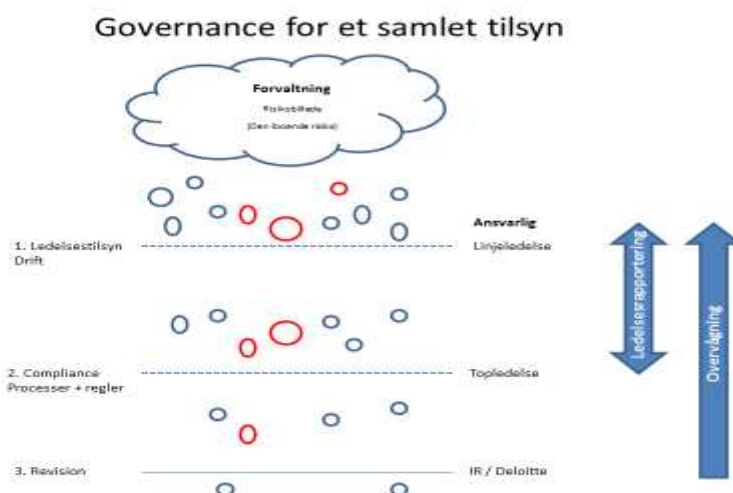 Governance for et samlet tilsyn
Forvaltning
Risikobillede
(Den iboende risiko)
Ansvarlig
1. Ledelsestilsyn
Drift
Linjeledelse
2. Compliance
Processer + regler
Topledelse
3. Revision
IR / Deloitte
Ledelsesrapportering
Overvågning